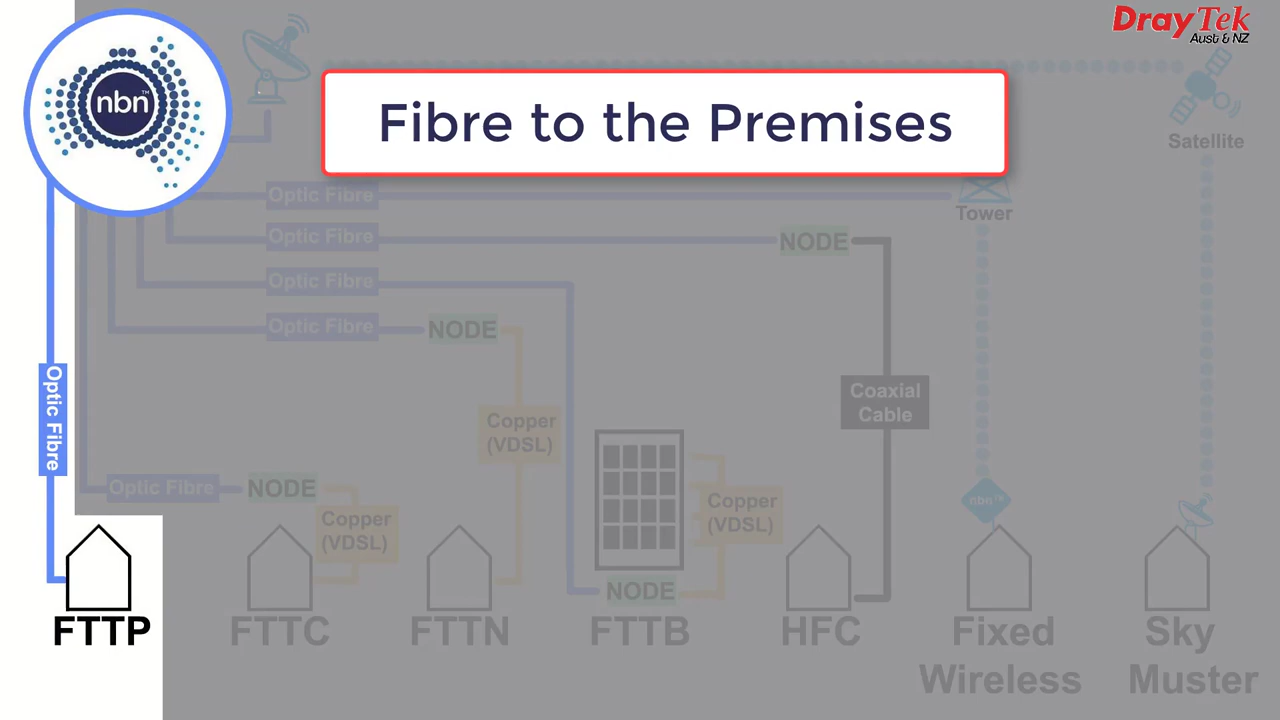 DrayTek
Aust & NZ
nbn™
Fibre to the Premises
Satellite
Optic Fibre
Tower
Optic Fibre
NODE
Optic Fibre
Optic Fibre
NODE
Optic Fibre
Coaxial
Cable
Copper
(VDSL)
Optic Fibre
NODE
Copper
(VDSL)
Copper
(VDSL)
nbn™
NODE
FTTP
FTTC
FTTN
FTTB
HFC
Fixed
Wireless
Sky
Muster